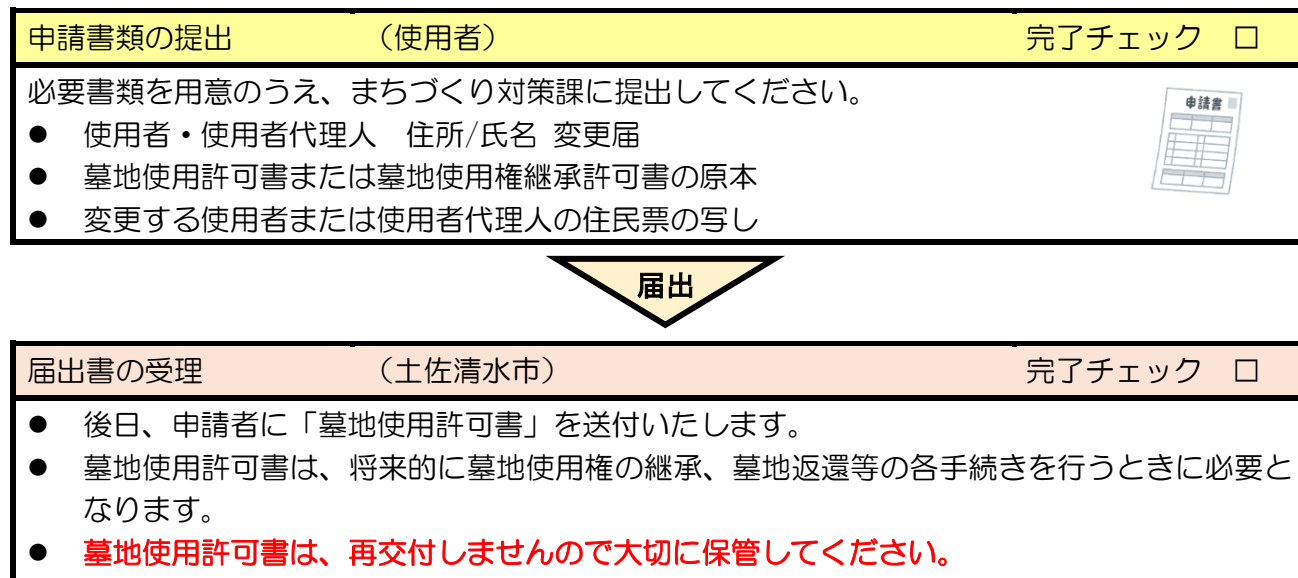 申請書類の提出　（使用者）　完了チェック　□
必要書類を用意のうえ、まちづくり対策課に提出してください。
申請書
● 使用者・使用者代理人　住所/氏名 変更届
● 墓地使用許可書または墓地使用権継承許可書の原本
● 変更する使用者または使用者代理人の住民票の写し
届出
届出書の受理　（土佐清水市）　完了チェック　□
● 後日、申請者に「墓地使用許可書」を送付いたします。
● 墓地使用許可書は、将来的に墓地使用権の継承、墓地返還等の各手続きを行うときに必要と
なります。
● 墓地使用許可書は、再交付しませんので大切に保管してください。